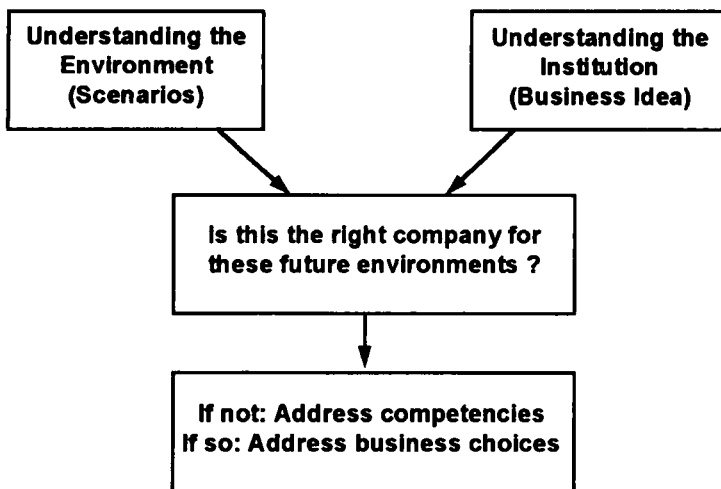 Understanding the
Environment
(Scenarios)
Understanding the
Institution
(Business Idea)
Is this the right company for
these future environments ?
If not: Address competencies
If so: Address business choices